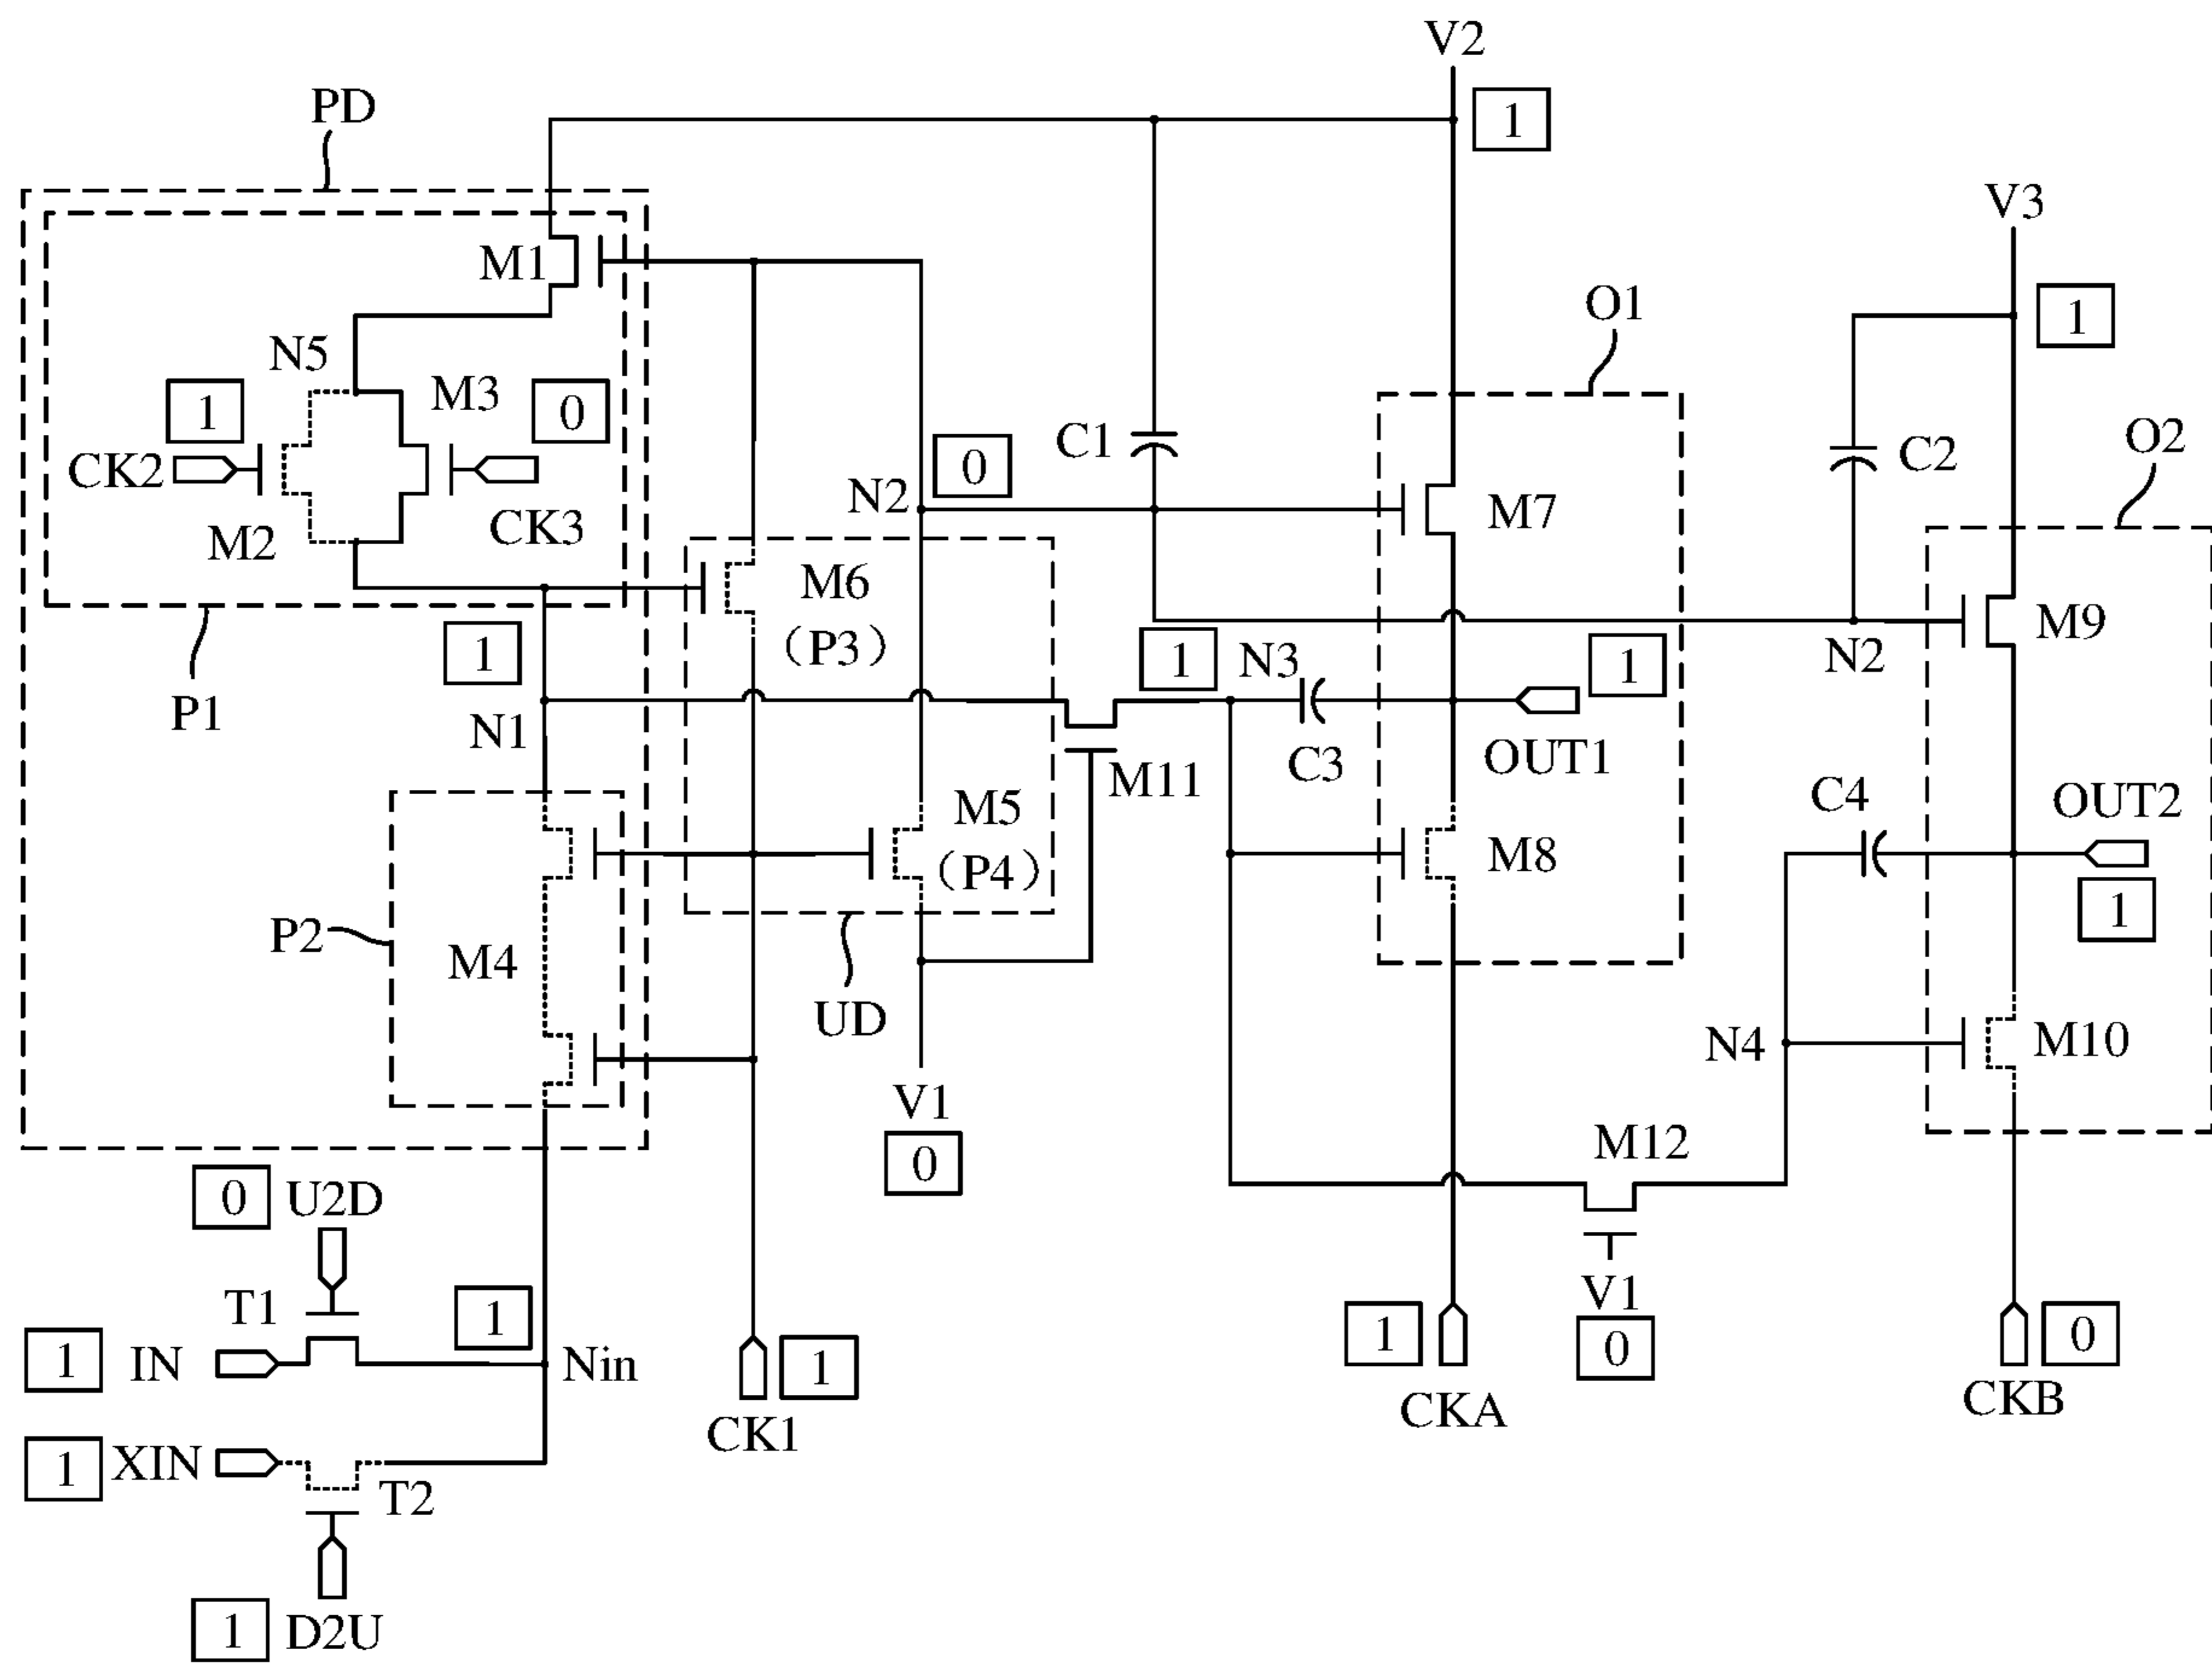 V2
1
PD
V3
M1
O1
1
N5
M3
1
0
C1
O2
CK2
0
C2
N2
M7
CK3
M2
M6
M9
(P3)
1
1
N3
1
N2
P1
N1
C3
OUT1
M11
C4
OUT2
M5
M8
(P4)
1
P2
M4
UD
N4
M10
V1
M12
0
0
U2D
V1
T1
1
1
0
0
1
IN
Nin
1
CKA
CKB
CK1
1
XIN
T2
1
D2U